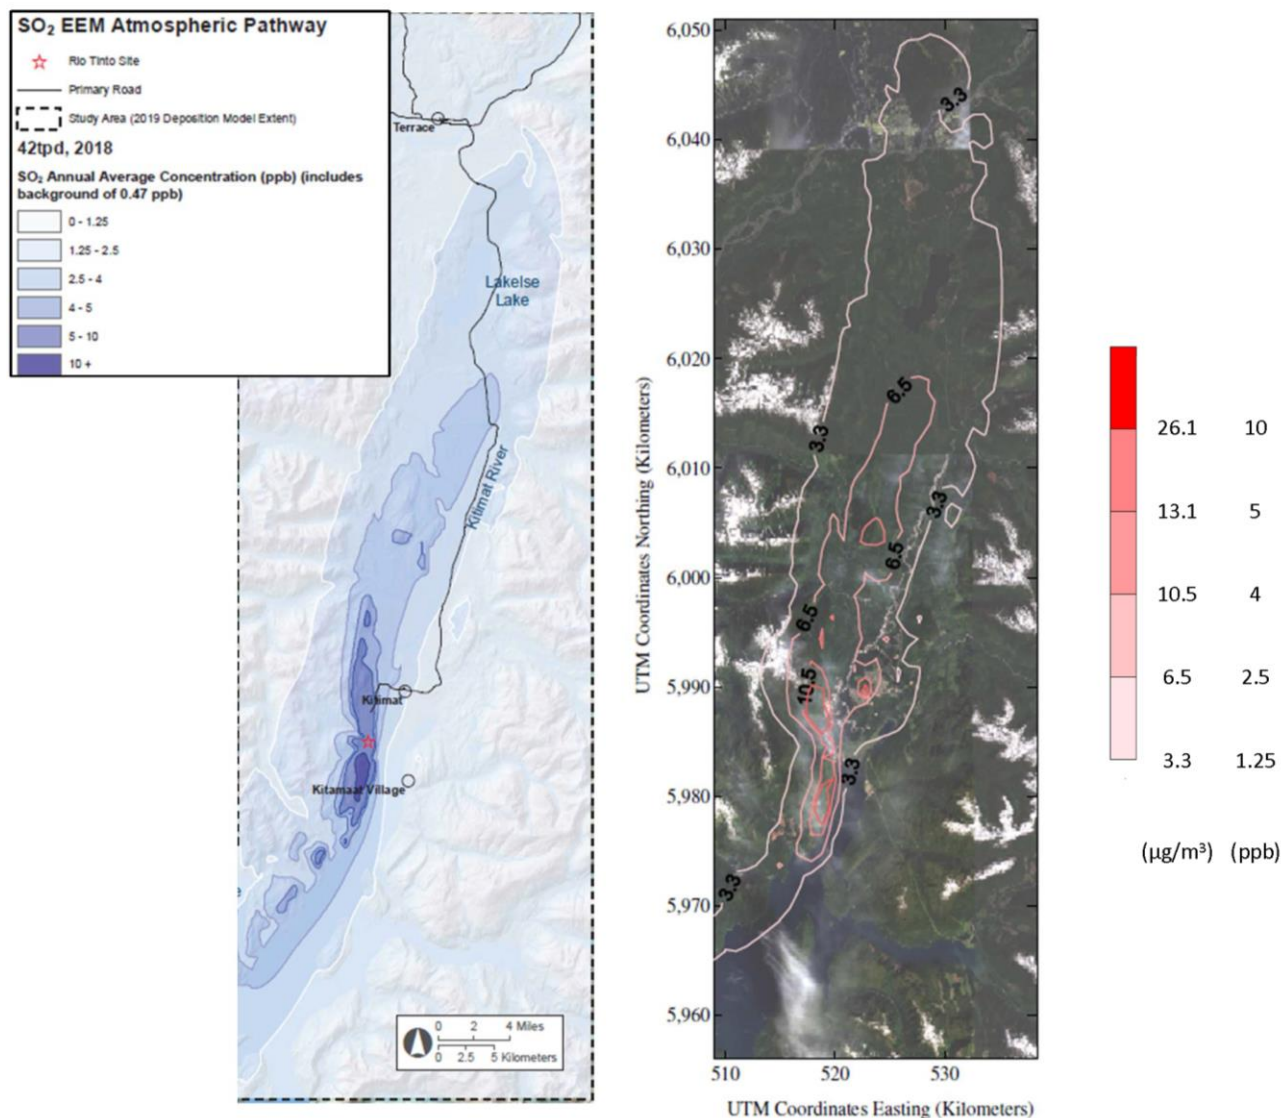 SO₂ EEM Atmospheric Pathway
Rio Tinto Site
Primary Road
Study Area (2019 Deposition Model Extent)
42tpd, 2018
SO₂ Annual Average Concentration (ppb) (includes
background of 0.47 ppb)
0 - 1.25
1.25 - 2.5
2.5 - 4
4 - 5
5 - 10
10 +
Terrace
Lakelse
Lake
Kitimat River
Kitimat
Kitamaat Village
e
0 2 4 Miles
0 2.5 5 Kilometers
UTM Coordinates Northing (Kilometers)
6,050
6,040
6,030
6,020
6,010
6,000
5,990
5,980
5,970
5,960
3.3
6.5
3.3
3.3
6.5
6.5
10.5
3.3
3.3
510 520 530
UTM Coordinates Easting (Kilometers)
26.1 10
13.1 5
10.5 4
6.5 2.5
3.3 1.25
(µg/m³) (ppb)